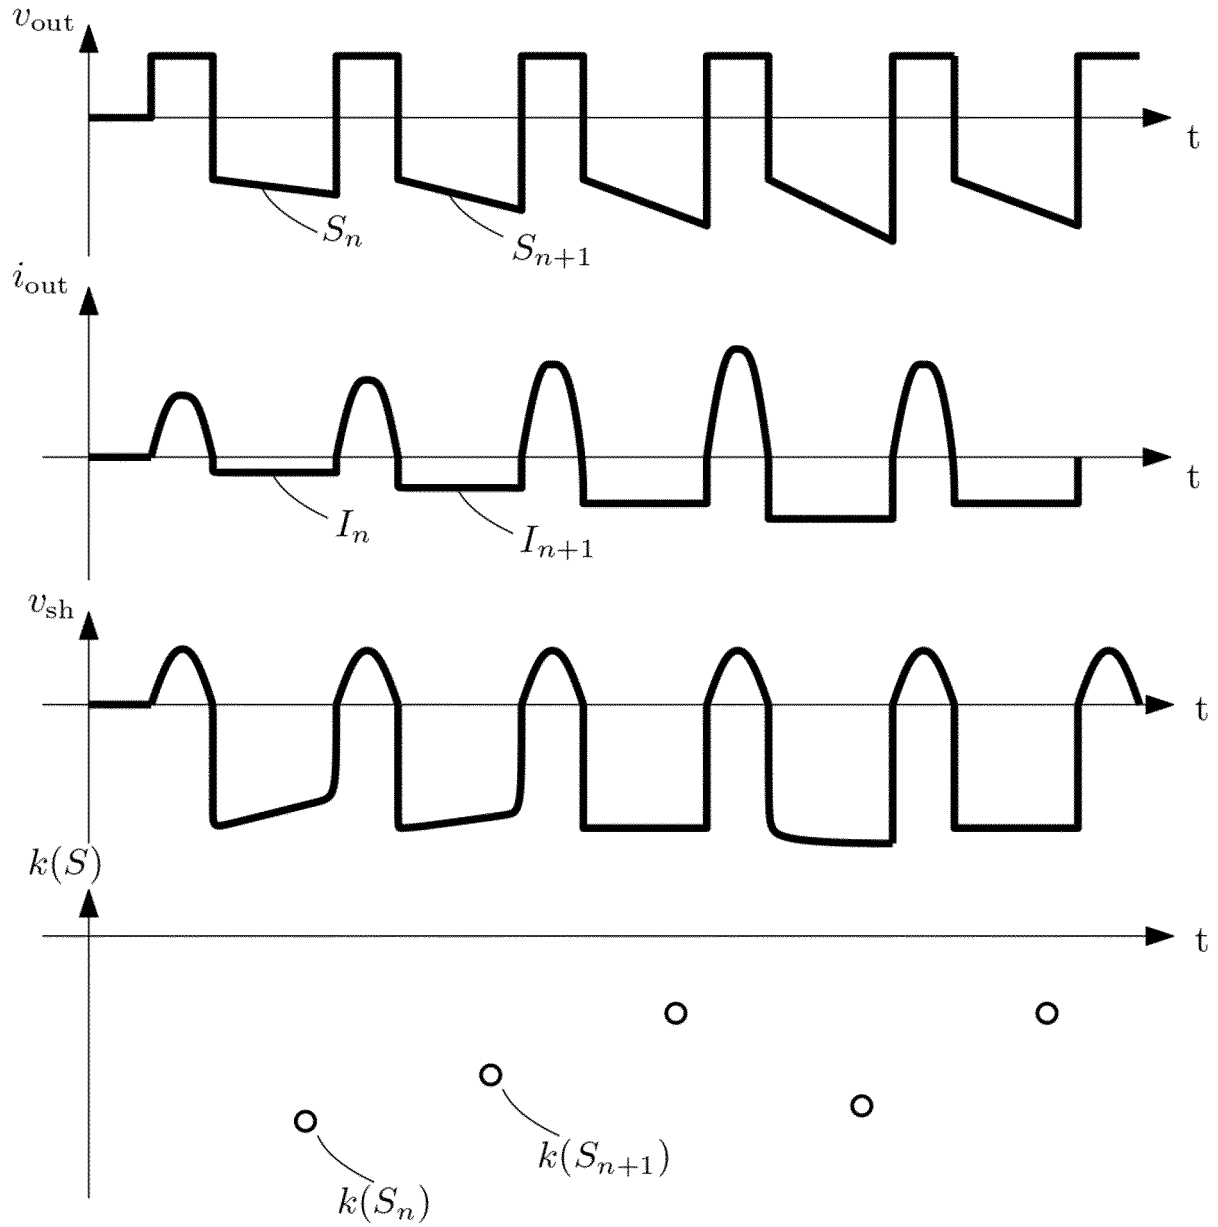 v_out
t
S_n
S_{n+1}
i_out
t
I_n
I_{n+1}
v_sh
t
k(S)
t
k(S_{n+1})
k(S_n)